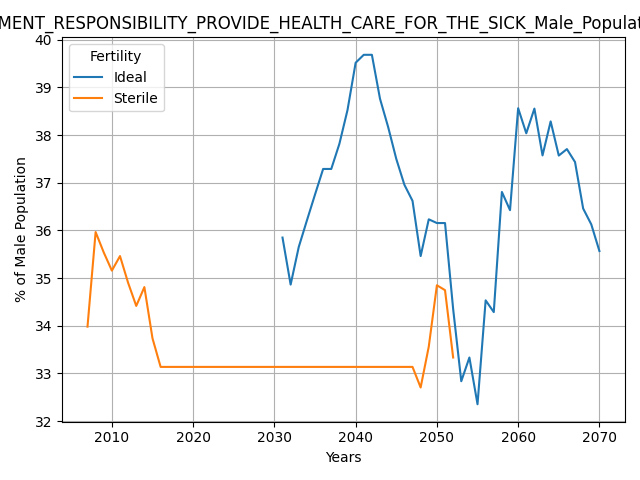 MENT_RESPONSIBILITY_PROVIDE_HEALTH_CARE_FOR_THE_SICK_Male_Populat
40
39
38
37
36
35
34
33
32
% of Male Population
Fertility
Ideal
Sterile
2010 2020 2030 2040 2050 2060 2070
Years